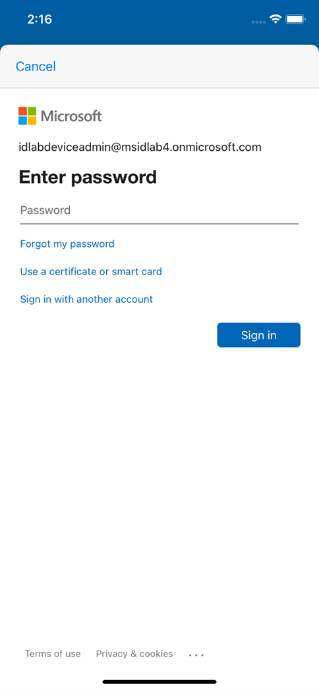 2:16
Cancel
Microsoft
idlabdeviceadmin@msidlab4.onmicrosoft.com
Enter password
Password
Forgot my password
Use a certificate or smart card
Sign in with another account
Sign in
Terms of use Privacy & cookies ...